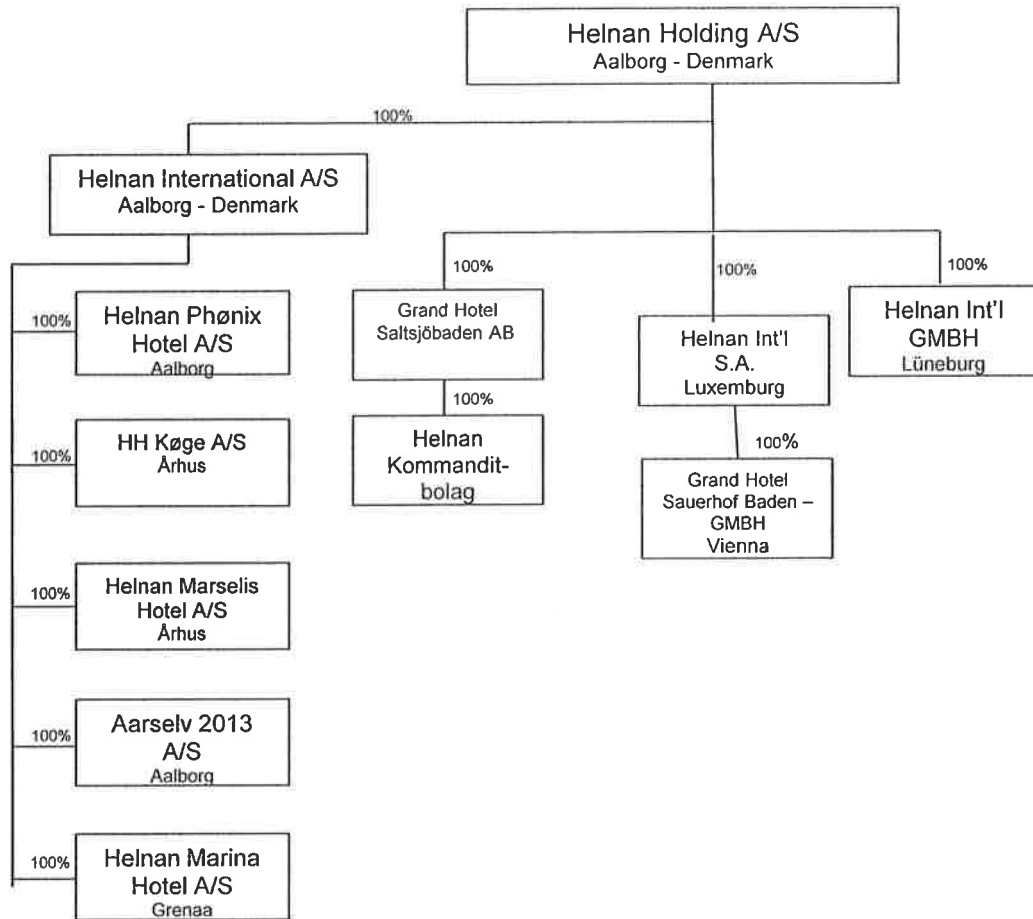 Helnan Holding A/S
Aalborg - Denmark
100%
Helnan International A/S
Aalborg - Denmark
100%
100%
100%
100%
Helnan Phønix
Hotel A/S
Aalborg
Grand Hotel
Saltsjöbaden AB
Helnan Int'l
S.A.
Luxemburg
Helnan Int'l
GMBH
Lüneburg
100%
100%
100%
HH Køge A/S
Århus
Helnan
Kommandit-
bolag
Grand Hotel
Sauerhof Baden –
GMBH
Vienna
100%
Helnan Marselis
Hotel A/S
Århus
100%
Aarselv 2013
A/S
Aalborg
100%
Helnan Marina
Hotel A/S
Grenaa